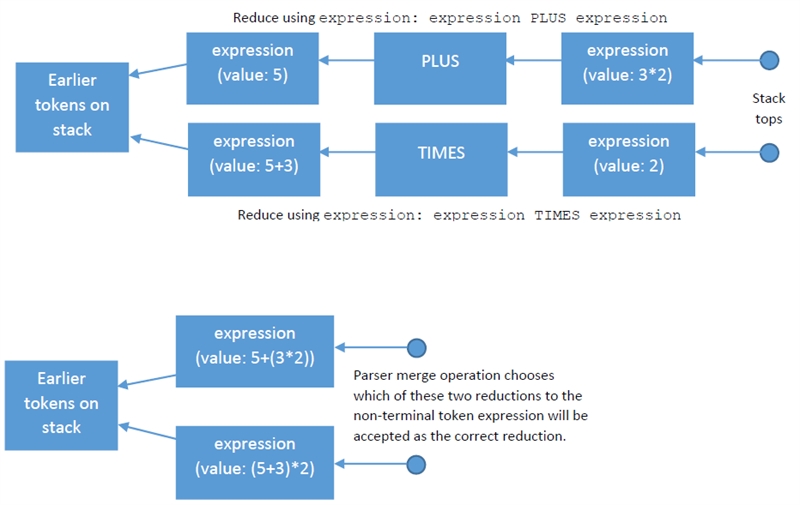 Reduce using expression: expression PLUS expression
expression
(value: 5)
PLUS
expression
(value: 3*2)
Earlier
tokens on
stack
Stack
tops
expression
(value: 5+3)
TIMES
expression
(value: 2)
Reduce using expression: expression TIMES expression
expression
(value: 5+(3*2))
Earlier
tokens on
stack
Parser merge operation chooses
which of these two reductions to the
non-terminal token expression will be
accepted as the correct reduction.
expression
(value: (5+3)*2)